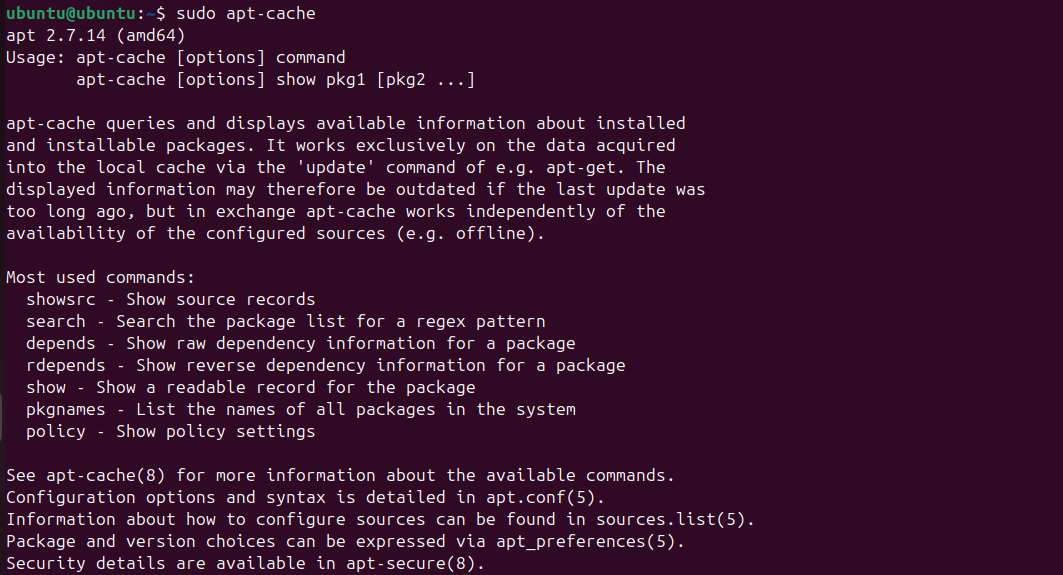 ubuntu@ubuntu:~$ sudo apt-cache
apt 2.7.14 (amd64)
Usage: apt-cache [options] command
       apt-cache [options] show pkg1 [pkg2 ...]

apt-cache queries and displays available information about installed
and installable packages. It works exclusively on the data acquired
into the local cache via the 'update' command of e.g. apt-get. The
displayed information may therefore be outdated if the last update was
too long ago, but in exchange apt-cache works independently of the
availability of the configured sources (e.g. offline).

Most used commands:
  showsrc - Show source records
  search - Search the package list for a regex pattern
  depends - Show raw dependency information for a package
  rdepends - Show reverse dependency information for a package
  show - Show a readable record for the package
  pkgnames - List the names of all packages in the system
  policy - Show policy settings

See apt-cache(8) for more information about the available commands.
Configuration options and syntax is detailed in apt.conf(5).
Information about how to configure sources can be found in sources.list(5).
Package and version choices can be expressed via apt_preferences(5).
Security details are available in apt-secure(8).